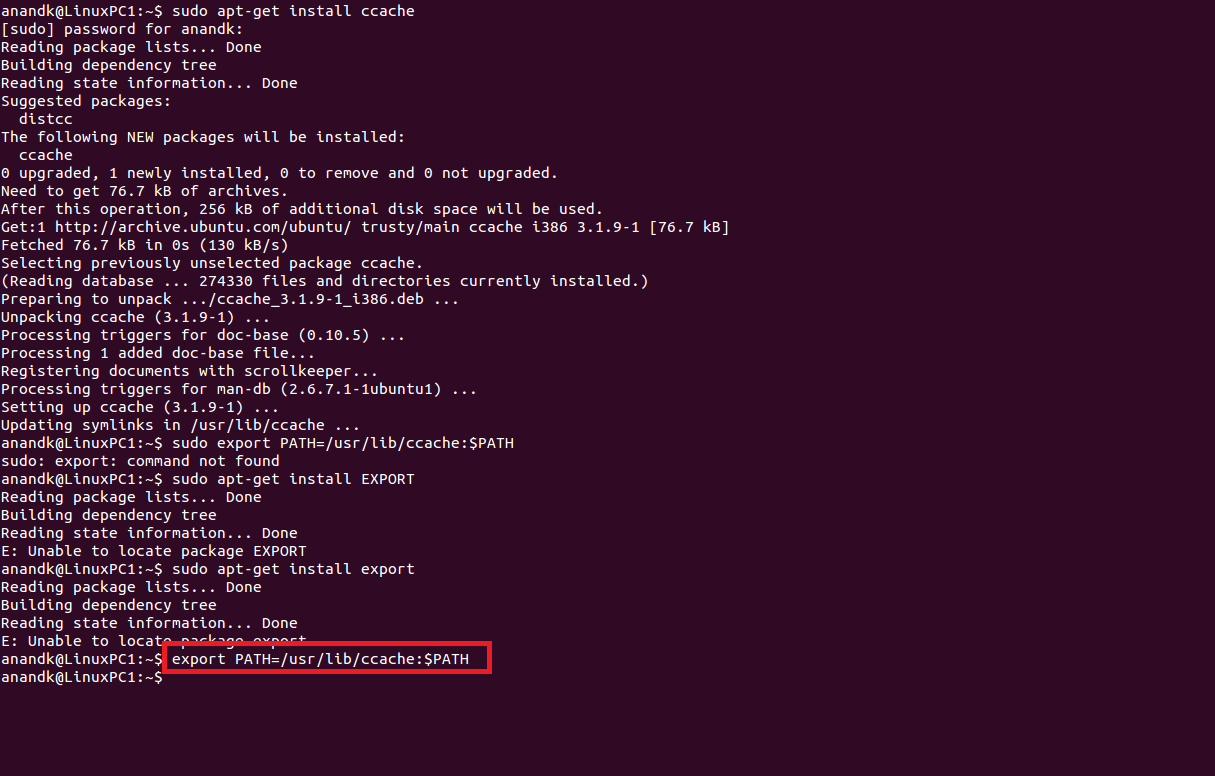 anandk@LinuxPC1:~$ sudo apt-get install ccache
[sudo] password for anandk:
Reading package lists... Done
Building dependency tree
Reading state information... Done
Suggested packages:
  distcc
The following NEW packages will be installed:
  ccache
0 upgraded, 1 newly installed, 0 to remove and 0 not upgraded.
Need to get 76.7 kB of archives.
After this operation, 256 kB of additional disk space will be used.
Get:1 http://archive.ubuntu.com/ubuntu/ trusty/main ccache i386 3.1.9-1 [76.7 kB]
Fetched 76.7 kB in 0s (130 kB/s)
Selecting previously unselected package ccache.
(Reading database ... 274330 files and directories currently installed.)
Preparing to unpack .../ccache_3.1.9-1_i386.deb ...
Unpacking ccache (3.1.9-1) ...
Processing triggers for doc-base (0.10.5) ...
Processing 1 added doc-base file...
Registering documents with scrollkeeper...
Processing triggers for man-db (2.6.7.1-1ubuntu1) ...
Setting up ccache (3.1.9-1) ...
Updating symlinks in /usr/lib/ccache ...
anandk@LinuxPC1:~$ sudo export PATH=/usr/lib/ccache:$PATH
sudo: export: command not found
anandk@LinuxPC1:~$ sudo apt-get install EXPORT
Reading package lists... Done
Building dependency tree
Reading state information... Done
E: Unable to locate package EXPORT
anandk@LinuxPC1:~$ sudo apt-get install export
Reading package lists... Done
Building dependency tree
Reading state information... Done
E: Unable to locate package export
anandk@LinuxPC1:~$ export PATH=/usr/lib/ccache:$PATH
anandk@LinuxPC1:~$